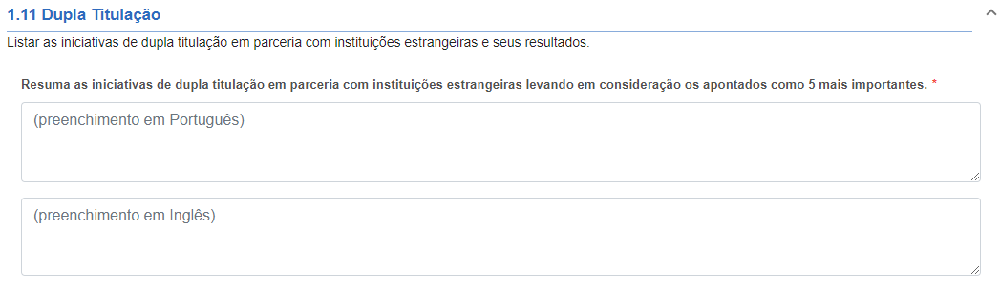 1.11 Dupla Titulação
Listar as iniciativas de dupla titulação em parceria com instituições estrangeiras e seus resultados.
Resuma as iniciativas de dupla titulação em parceria com instituições estrangeiras levando em consideração os apontados como 5 mais importantes. *
(preenchimento em Português)
(preenchimento em Inglês)